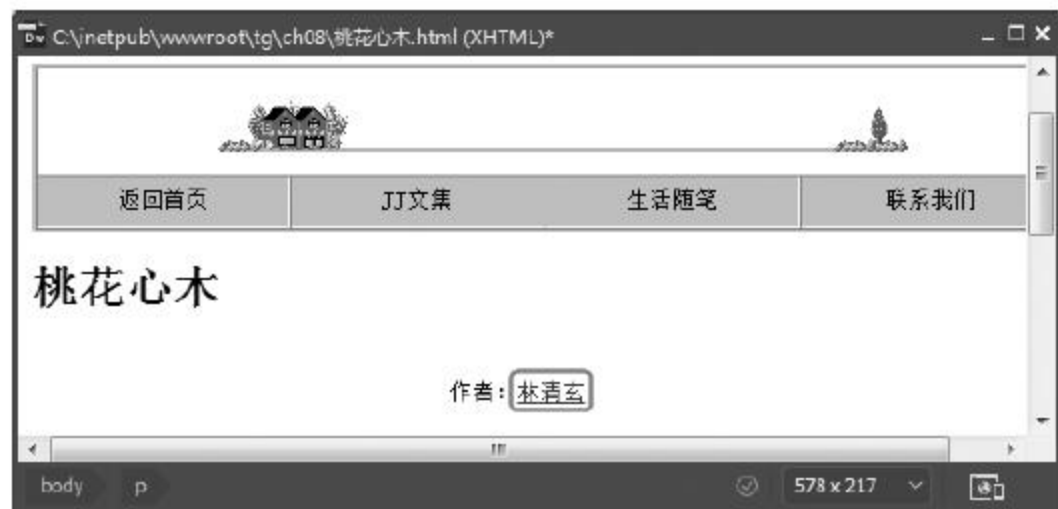 Dw C:\inetpub\wwwroot\tg\ch08\桃花心木.html (XHTML)*
返回首页 JJ文集 生活随笔 联系我们
桃花心木
作者：林清玄
body p 578 x 217